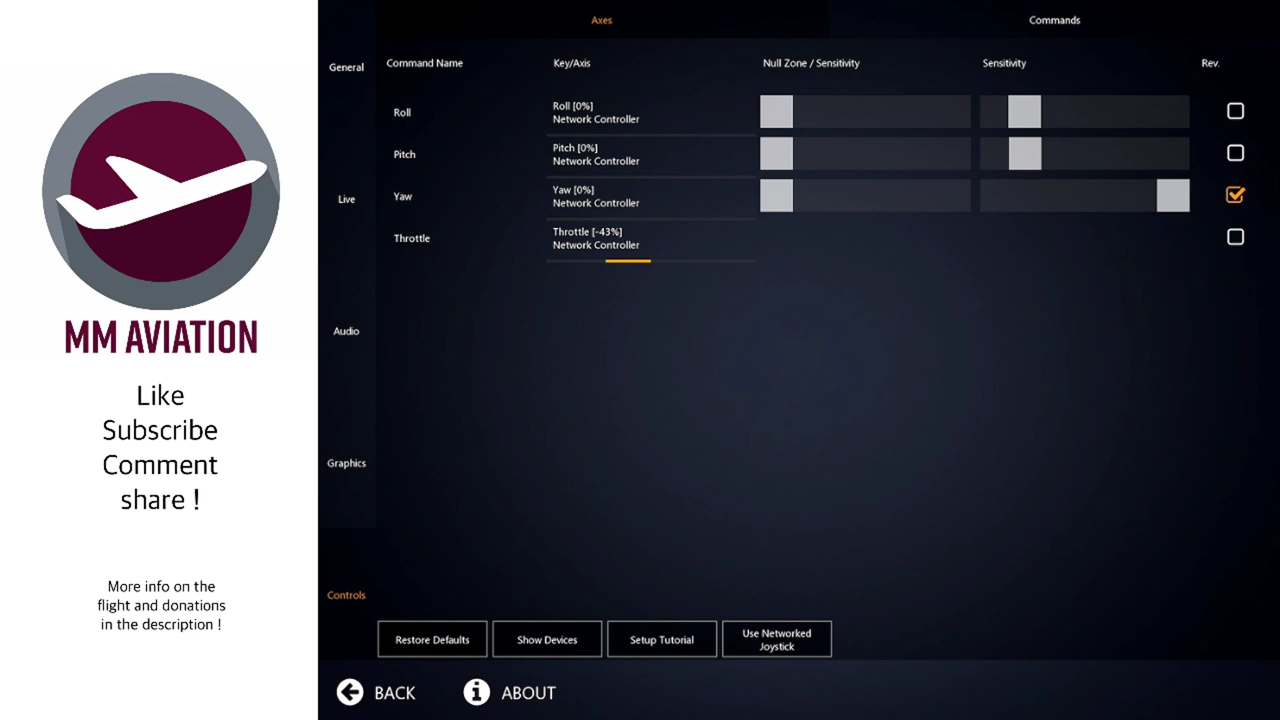 MM AVIATION
Like
Subscribe
Comment
share !
More info on the
flight and donations
in the description !
Axes
Commands
General
Live
Audio
Graphics
Controls
Command Name
Key/Axis
Null Zone / Sensitivity
Sensitivity
Rev.
Roll
Roll [0%]
Network Controller
Pitch
Pitch [0%]
Network Controller
Yaw
Yaw [0%]
Network Controller
Throttle
Throttle [-43%]
Network Controller
Restore Defaults
Show Devices
Setup Tutorial
Use Networked
Joystick
BACK
ABOUT